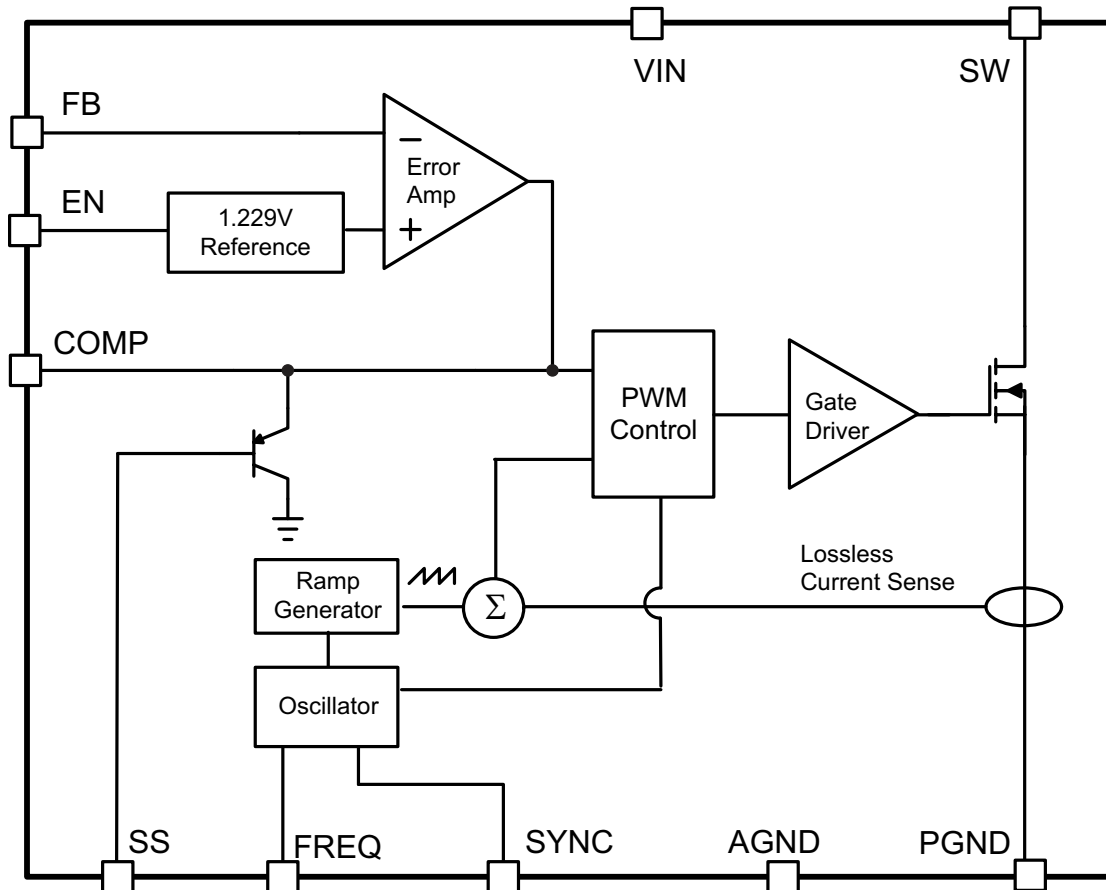 VIN
SW
FB
−
Error
Amp
EN
1.229V
Reference
+
COMP
PWM
Control
Gate
Driver
Lossless
Current Sense
Ramp
Generator
Σ
Oscillator
SS
FREQ
SYNC
AGND
PGND